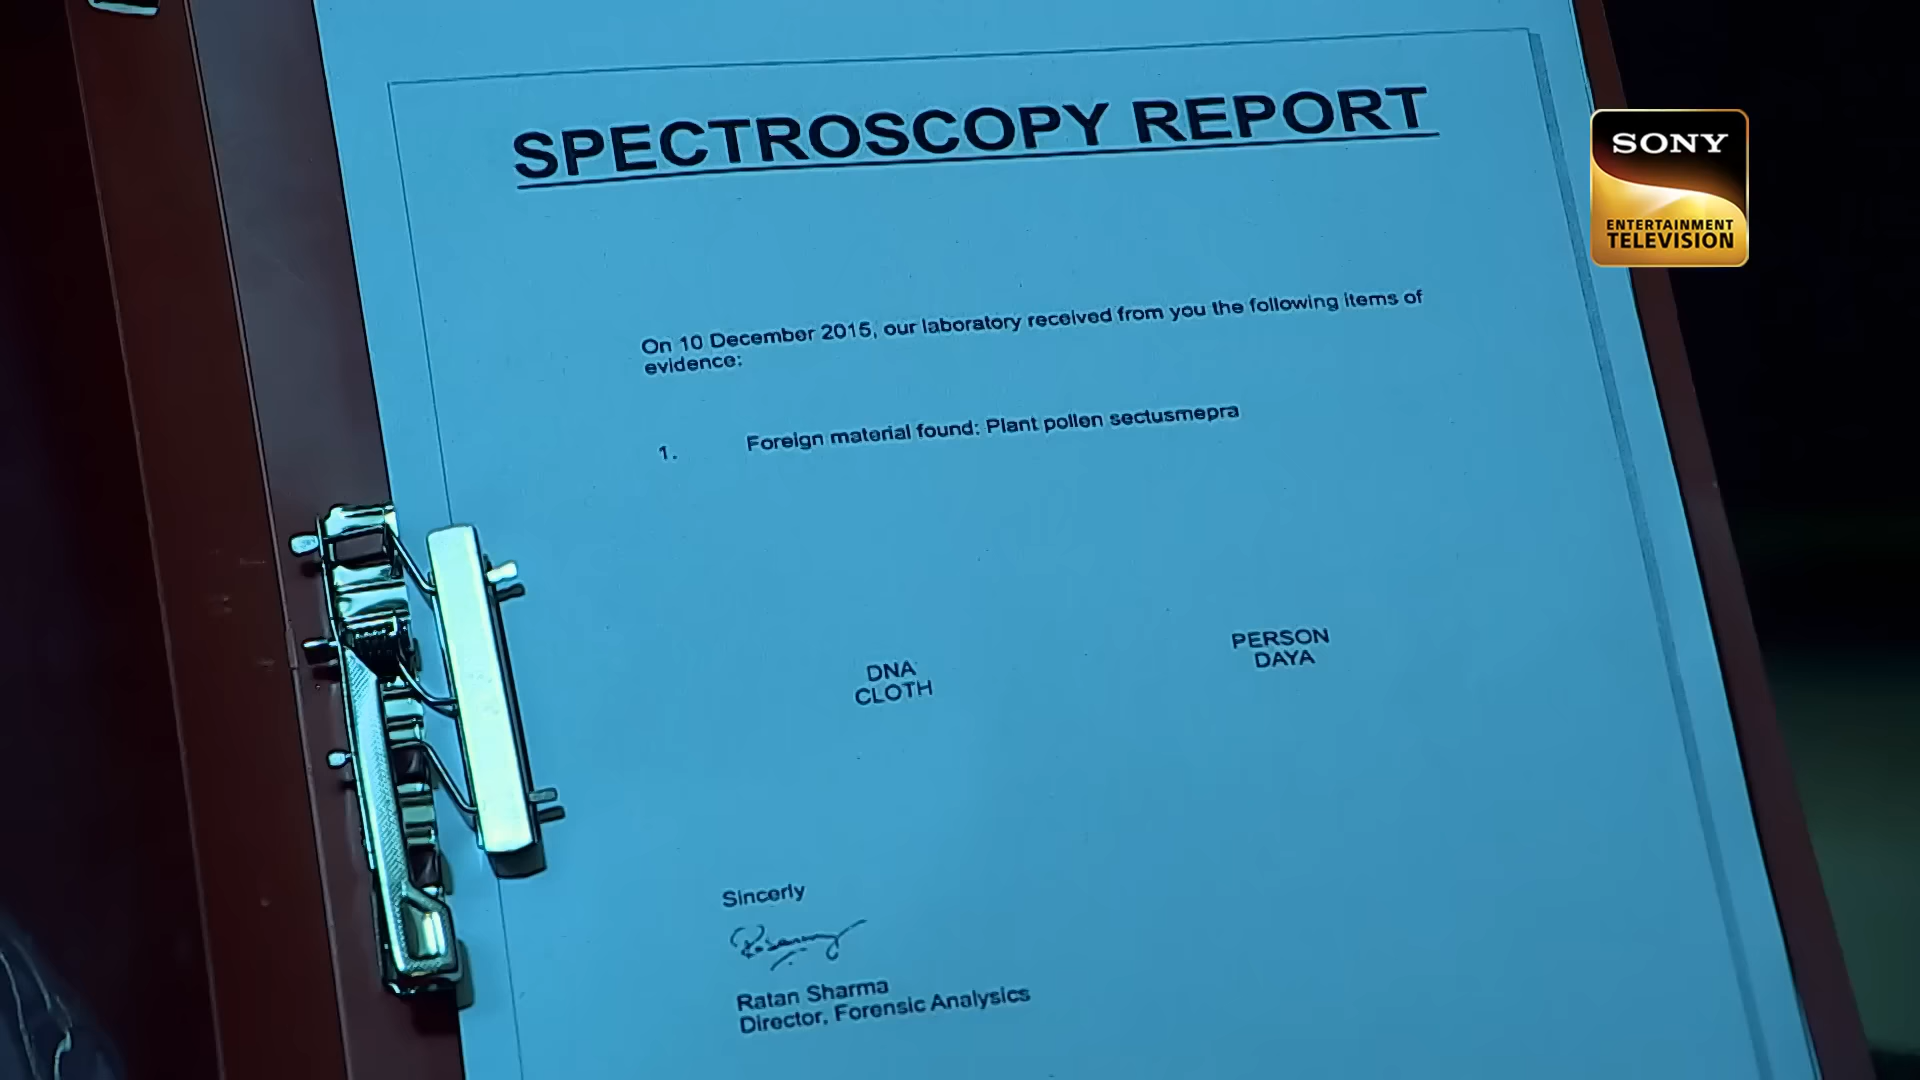 SPECTROSCOPY REPORT
SONY
ENTERTAINMENT
TELEVISION
On 10 December 2015, our laboratory received from you the following items of
evidence:
1. Foreign material found: Plant pollen sectusmepra
DNA
CLOTH
PERSON
DAYA
Sincerly
Ratan Sharma
Director, Forensic Analysics